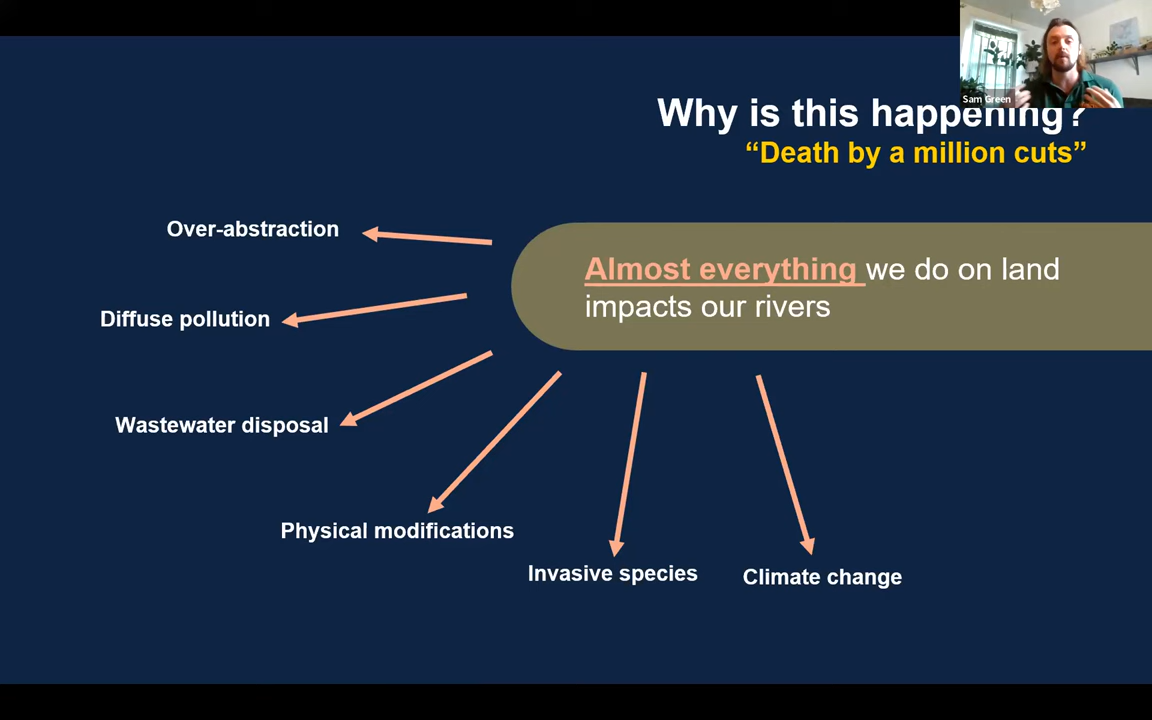 Sam Green
Why is this happening?
“Death by a million cuts”
Over-abstraction
Almost everything we do on land
impacts our rivers
Diffuse pollution
Wastewater disposal
Physical modifications
Invasive species
Climate change